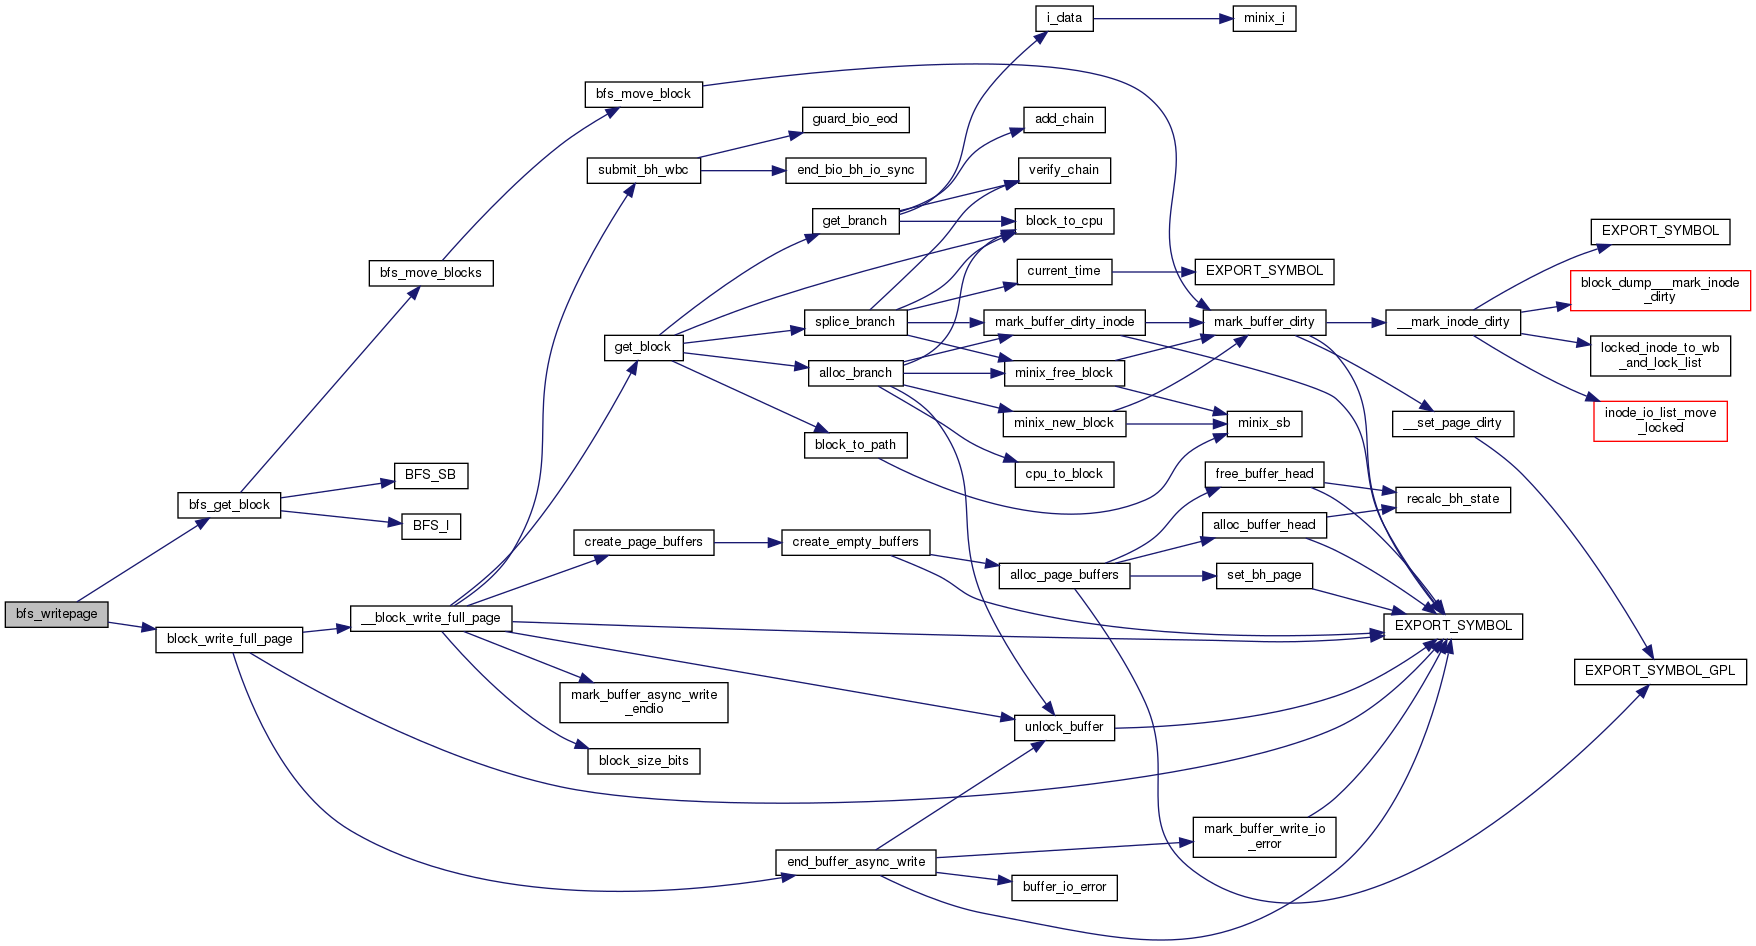 i_data
minix_i
bfs_move_block
guard_bio_eod
add_chain
submit_bh_wbc
end_bio_bh_io_sync
verify_chain
get_branch
block_to_cpu
EXPORT_SYMBOL
bfs_move_blocks
current_time
EXPORT_SYMBOL
block_dump___mark_inode
_dirty
splice_branch
mark_buffer_dirty_inode
mark_buffer_dirty
__mark_inode_dirty
get_block
locked_inode_to_wb
_and_lock_list
alloc_branch
minix_free_block
minix_new_block
minix_sb
__set_page_dirty
inode_io_list_move
_locked
block_to_path
BFS_SB
cpu_to_block
free_buffer_head
recalc_bh_state
bfs_get_block
BFS_I
alloc_buffer_head
create_page_buffers
create_empty_buffers
alloc_page_buffers
set_bh_page
bfs_writepage
__block_write_full_page
EXPORT_SYMBOL
block_write_full_page
EXPORT_SYMBOL_GPL
mark_buffer_async_write
_endio
unlock_buffer
block_size_bits
mark_buffer_write_io
_error
end_buffer_async_write
buffer_io_error